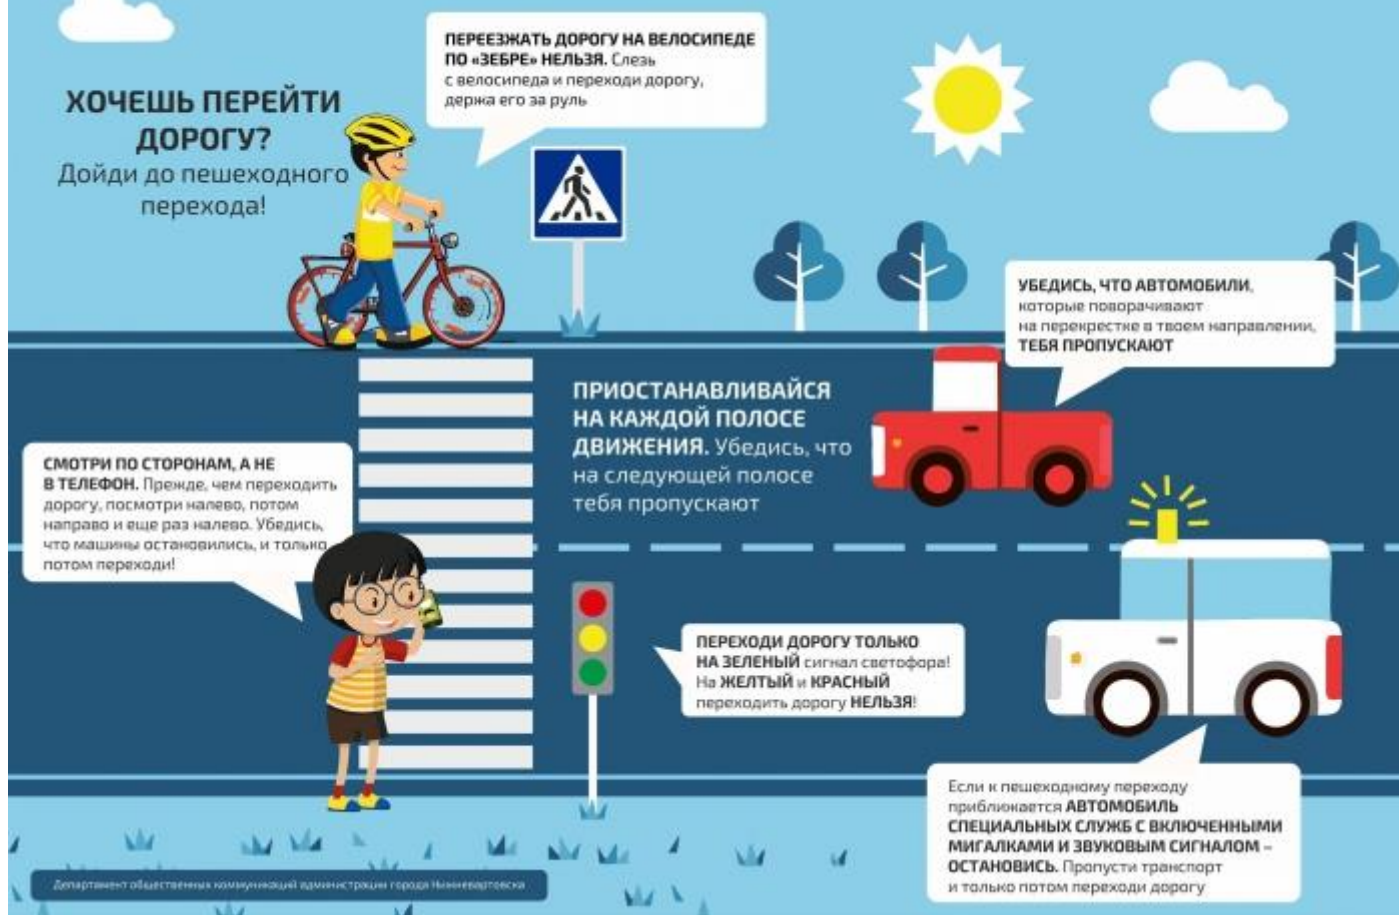 ХОЧЕШЬ ПЕРЕЙТИ
ДОРОГУ?
Дойди до пешеходного
перехода!
ПЕРЕЕЗЖАТЬ ДОРОГУ НА ВЕЛОСИПЕДЕ
ПО «ЗЕБРЕ» НЕЛЬЗЯ. Слезь
с велосипеда и переходи дорогу,
держа его за руль
УБЕДИСЬ, ЧТО АВТОМОБИЛИ,
которые поворачивают
на перекрестке в твоем направлении,
ТЕБЯ ПРОПУСКАЮТ
ПРИОСТАНАВЛИВАЙСЯ
НА КАЖДОЙ ПОЛОСЕ
ДВИЖЕНИЯ. Убедись, что
на следующей полосе
тебя пропускают
СМОТРИ ПО СТОРОНАМ, А НЕ
В ТЕЛЕФОН. Прежде, чем переходить
дорогу, посмотри налево, потом
направо и еще раз налево. Убедись,
что машины остановились, и только
потом переходи!
ПЕРЕХОДИ ДОРОГУ ТОЛЬКО
НА ЗЕЛЕНЫЙ сигнал светофора!
На ЖЕЛТЫЙ и КРАСНЫЙ
переходить дорогу НЕЛЬЗЯ!
Если к пешеходному переходу
приближается АВТОМОБИЛЬ
СПЕЦИАЛЬНЫХ СЛУЖБ С ВКЛЮЧЕННЫМИ
МИГАЛКАМИ И ЗВУКОВЫМ СИГНАЛОМ –
ОСТАНОВИСЬ. Пропусти транспорт
и только потом переходи дорогу
Департамент общественных коммуникаций администрации города Нижневартовска